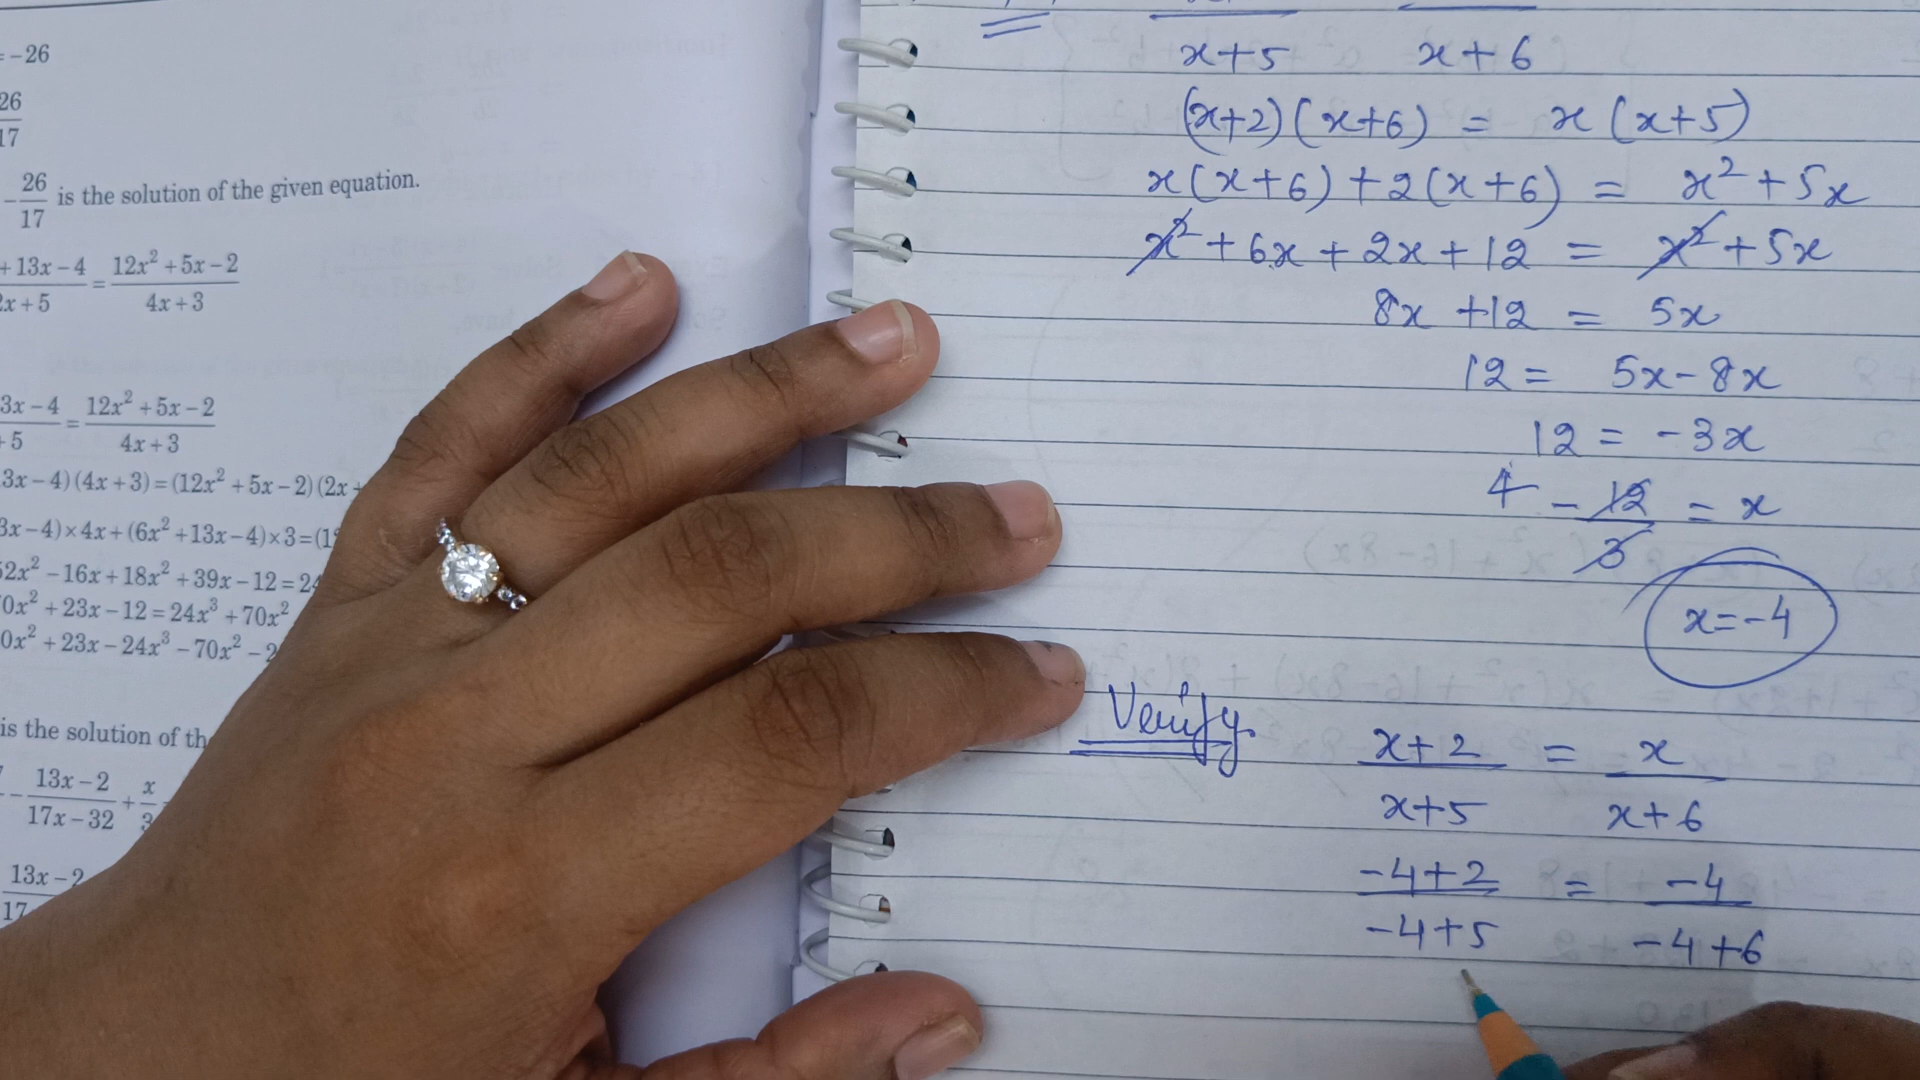 = -26
26
17
-26/17 is the solution of the given equation.
+13x-4/2x+5 = 12x²+5x-2/4x+3
3x-4/+5 = 12x²+5x-2/4x+3
3x-4)(4x+3)=(12x²+5x-2)(2x+
3x-4)×4x+(6x²+13x-4)×3=(1
52x²-16x+18x²+39x-12=24
0x²+23x-12=24x³+70x²
0x²+23x-24x³-70x²-2
is the solution of th
-13x-2/17x-32+x/3
13x-2
17
x+5 x+6
(x+2)(x+6) = x(x+5)
x(x+6)+2(x+6) = x²+5x
x²+6x+2x+12 = x²+5x
8x+12 = 5x
12 = 5x-8x
12 = -3x
4 -12/3 = x
x=-4
Verify
x+2/x+5 = x/x+6
-4+2/-4+5 = -4/-4+6